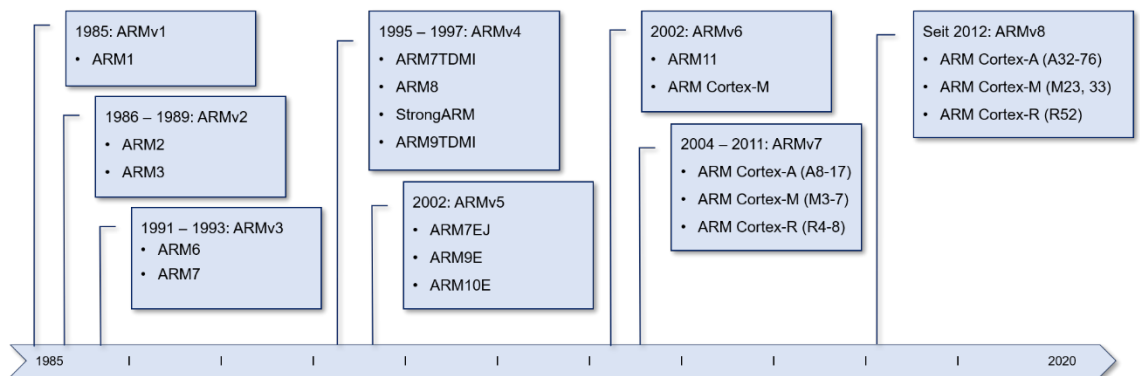 1985: ARMv1
• ARM1
1986 – 1989: ARMv2
• ARM2
• ARM3
1991 – 1993: ARMv3
• ARM6
• ARM7
1995 – 1997: ARMv4
• ARM7TDMI
• ARM8
• StrongARM
• ARM9TDMI
2002: ARMv5
• ARM7EJ
• ARM9E
• ARM10E
2002: ARMv6
• ARM11
• ARM Cortex-M
2004 – 2011: ARMv7
• ARM Cortex-A (A8-17)
• ARM Cortex-M (M3-7)
• ARM Cortex-R (R4-8)
Seit 2012: ARMv8
• ARM Cortex-A (A32-76)
• ARM Cortex-M (M23, 33)
• ARM Cortex-R (R52)
1985
2020